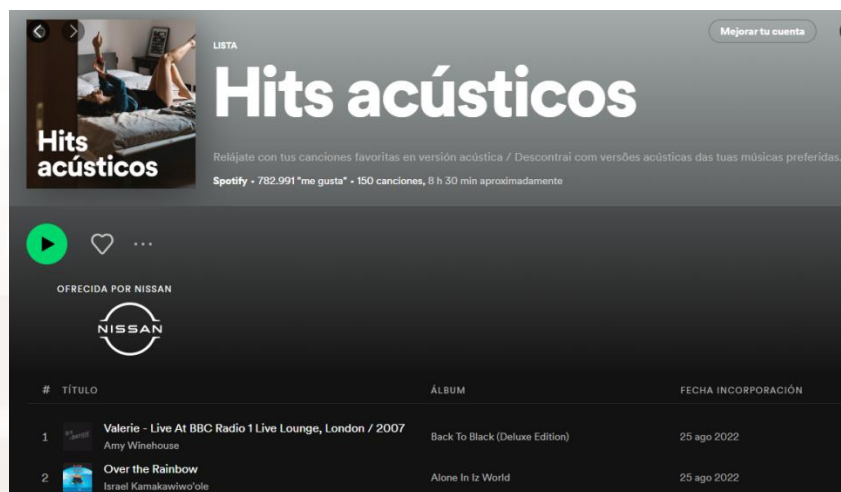 Mejorar tu cuenta
LISTA
Hits acústicos
Hits
acústicos
Relájate con tus canciones favoritas en versión acústica / Descontrai com versões acústicas das tuas músicas preferidas.
Spotify • 782.991 "me gusta" • 150 canciones, 8 h 30 min aproximadamente
OFRECIDA POR NISSAN
NISSAN
# TÍTULO ÁLBUM FECHA INCORPORACIÓN
1 Valerie - Live At BBC Radio 1 Live Lounge, London / 2007 Back To Black (Deluxe Edition) 25 ago 2022
Amy Winehouse
2 Over the Rainbow Alone In Iz World 25 ago 2022
Israel Kamakawiwo'ole